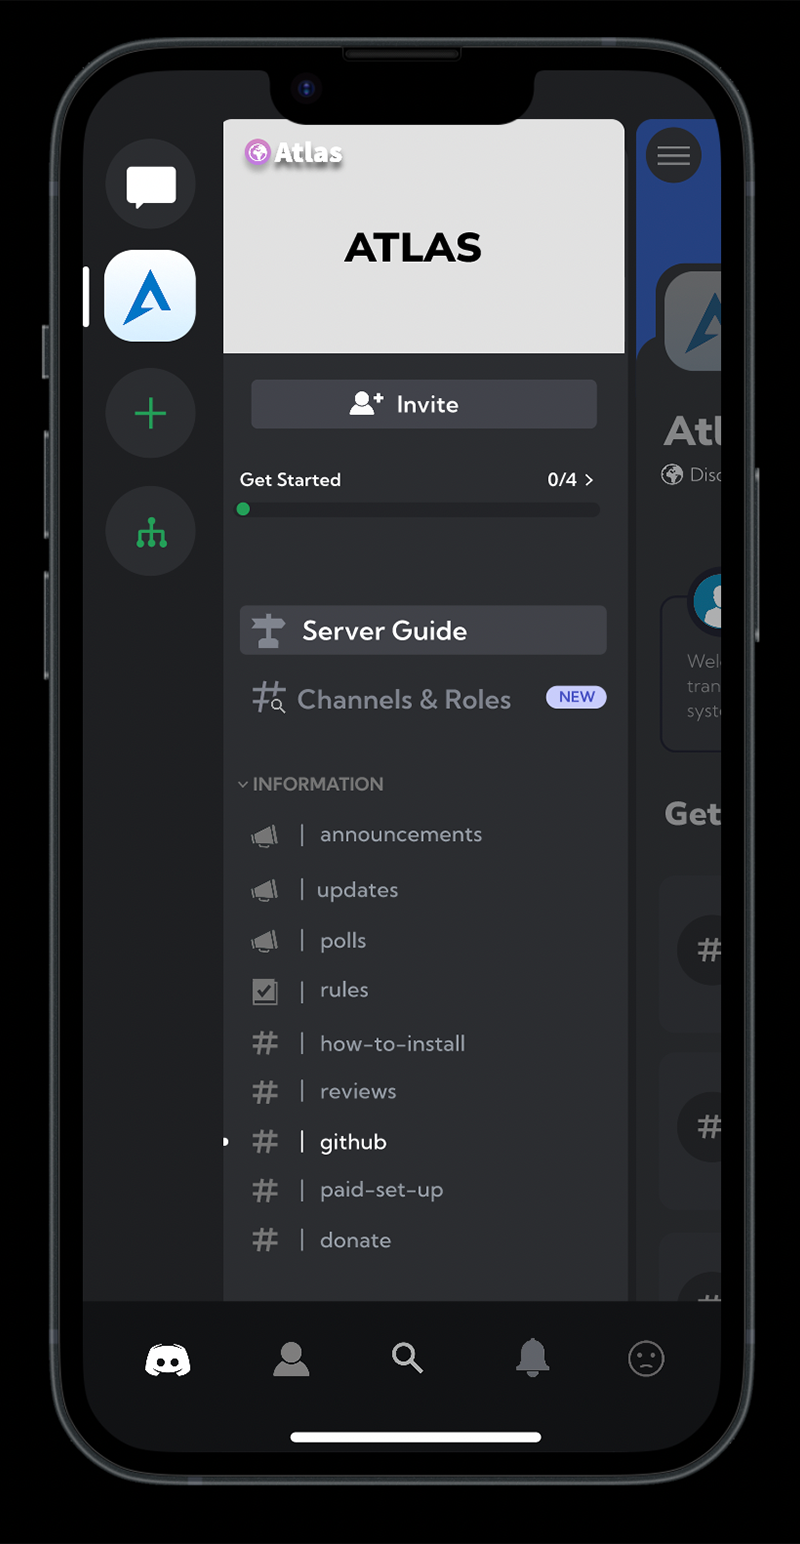 Atlas
ATLAS
Invite
Get Started 0/4
Server Guide
Channels & Roles NEW
INFORMATION
| announcements
| updates
| polls
| rules
# | how-to-install
# | reviews
# | github
# | paid-set-up
# | donate
Atl
Disc
Wel
tran
syst
Get
#
#